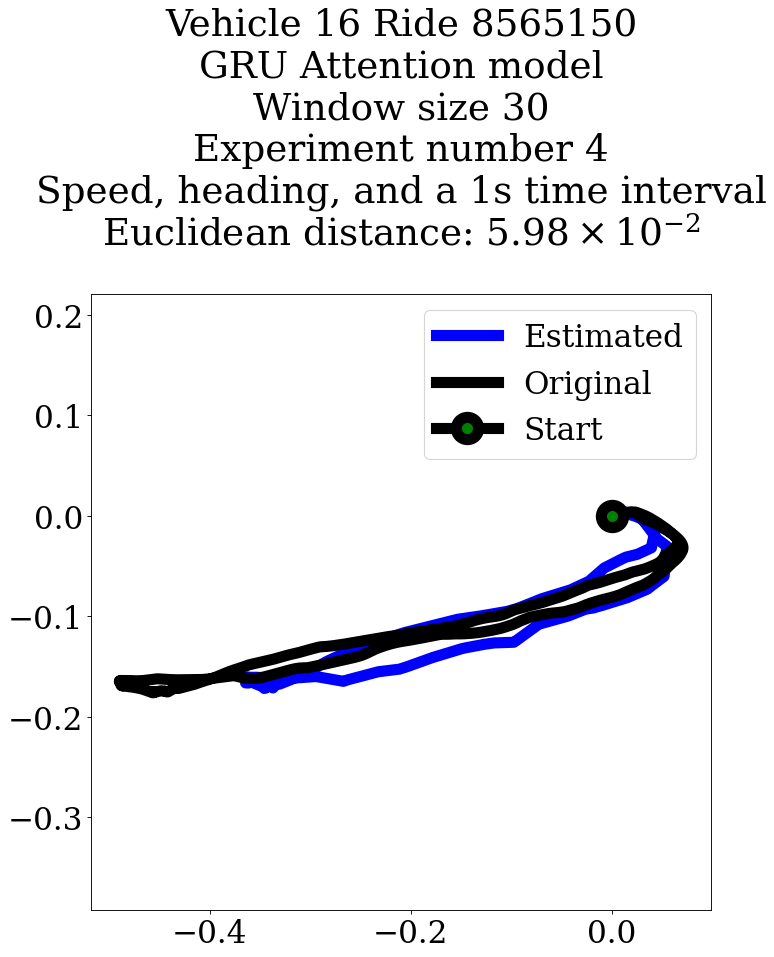 Vehicle 16 Ride 8565150
GRU Attention model
Window size 30
Experiment number 4
Speed, heading, and a 1s time interval
Euclidean distance: 5.98 × 10⁻²
Estimated
Original
Start
0.2
0.1
0.0
−0.1
−0.2
−0.3
−0.4
−0.2
0.0